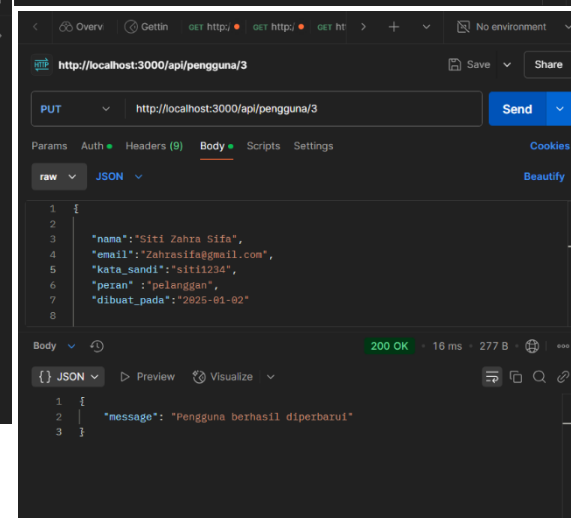 Overvi Gettin GET http:/ GET http:/ GET htt No environment
HTTP http://localhost:3000/api/pengguna/3 Save Share
PUT http://localhost:3000/api/pengguna/3 Send
Params Auth Headers (9) Body Scripts Settings Cookies
raw JSON Beautify
1 {
2
3 "nama":"Siti Zahra Sifa",
4 "email":"Zahrasifa@gmail.com",
5 "kata_sandi":"siti1234",
6 "peran" :"pelanggan",
7 "dibuat_pada":"2025-01-02"
8
Body 200 OK 16 ms 277 B
{} JSON Preview Visualize
1 {
2 "message": "Pengguna berhasil diperbarui"
3 }